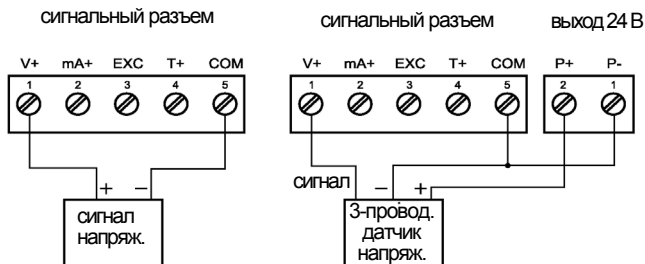 сигнальный разъем
V+ mA+ EXC T+ COM
1 2 3 4 5
+ –
сигнал
напряж.
сигнальный разъем выход 24 В
V+ mA+ EXC T+ COM P+ P-
1 2 3 4 5 2 1
сигнал – +
3-провод.
датчик
напряж.